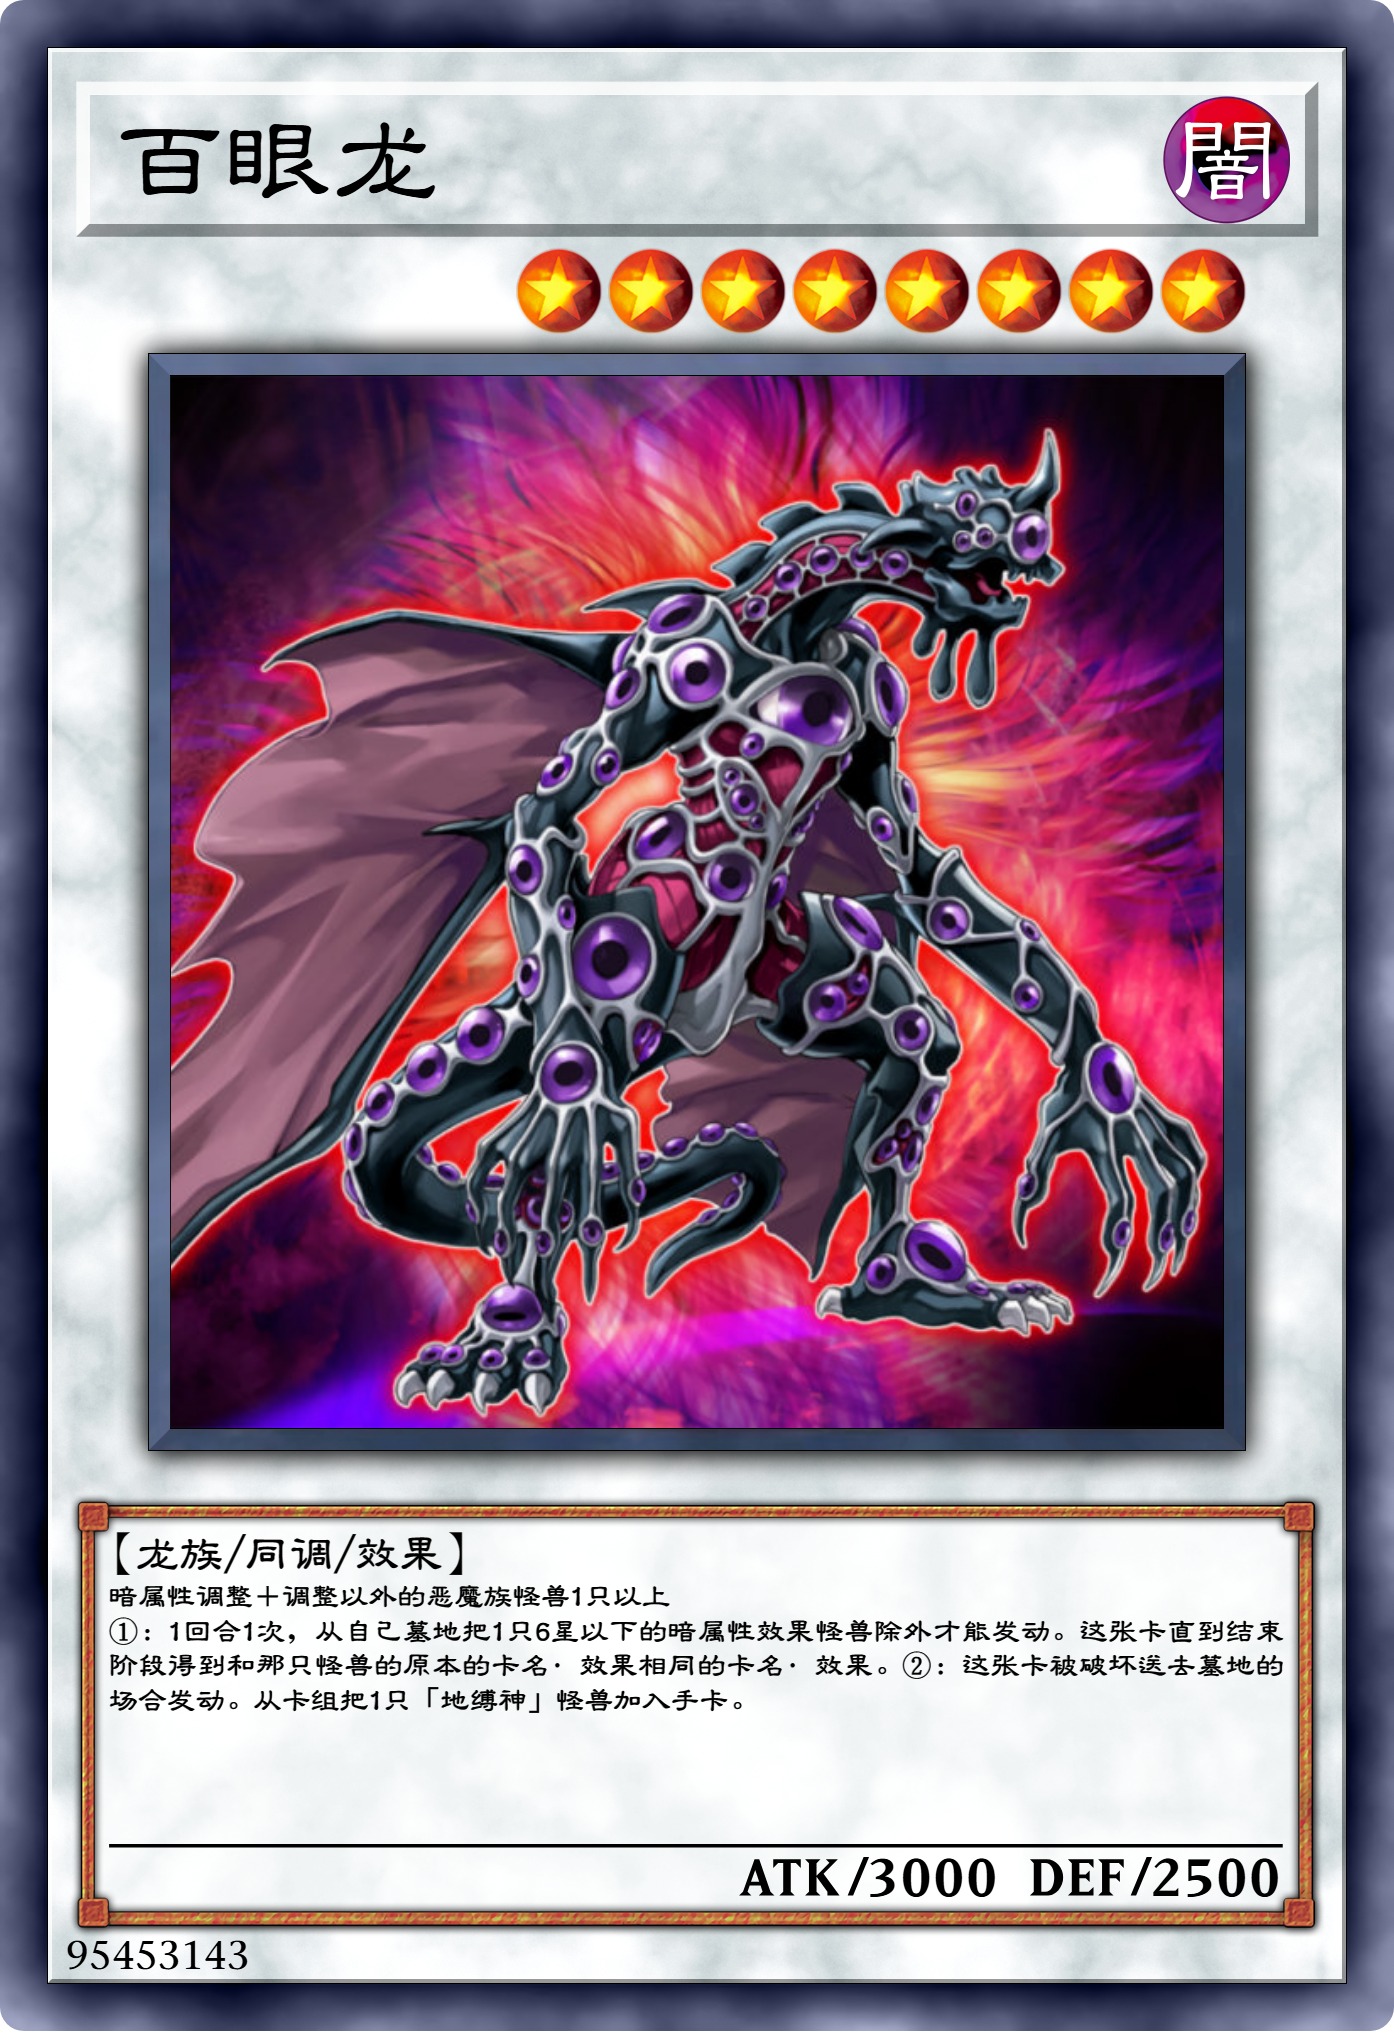 百眼龙
闇
【龙族/同调/效果】
暗属性调整＋调整以外的恶魔族怪兽1只以上
①：1回合1次，从自己墓地把1只6星以下的暗属性效果怪兽除外才能发动。这张卡直到结束
阶段得到和那只怪兽的原本的卡名·效果相同的卡名·效果。②：这张卡被破坏送去墓地的
场合发动。从卡组把1只「地缚神」怪兽加入手卡。
ATK/3000 DEF/2500
95453143